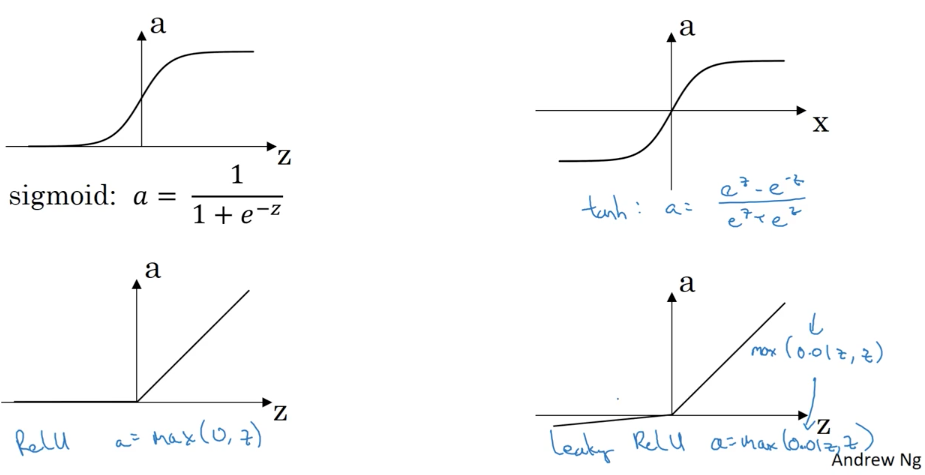 a
z
sigmoid: a = 1 / (1 + e^{-z})
a
x
tanh: a = (e^z - e^{-z}) / (e^z + e^z)
a
z
ReLU a = max(0, z)
a
max(0.01z, z)
z
Leaky ReLU a = max(0.01z, z)
Andrew Ng